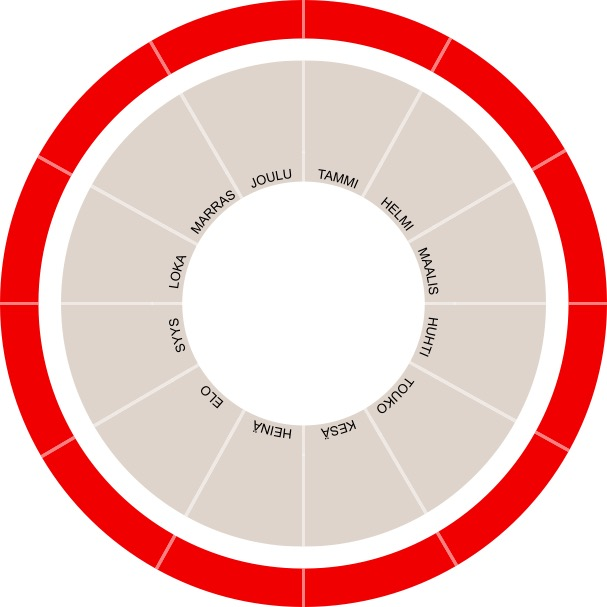 TAMMI
HELMI
MAALIS
HUHTI
TOUKO
KESÄ
HEINÄ
ELO
SYYS
LOKA
MARRAS
JOULU